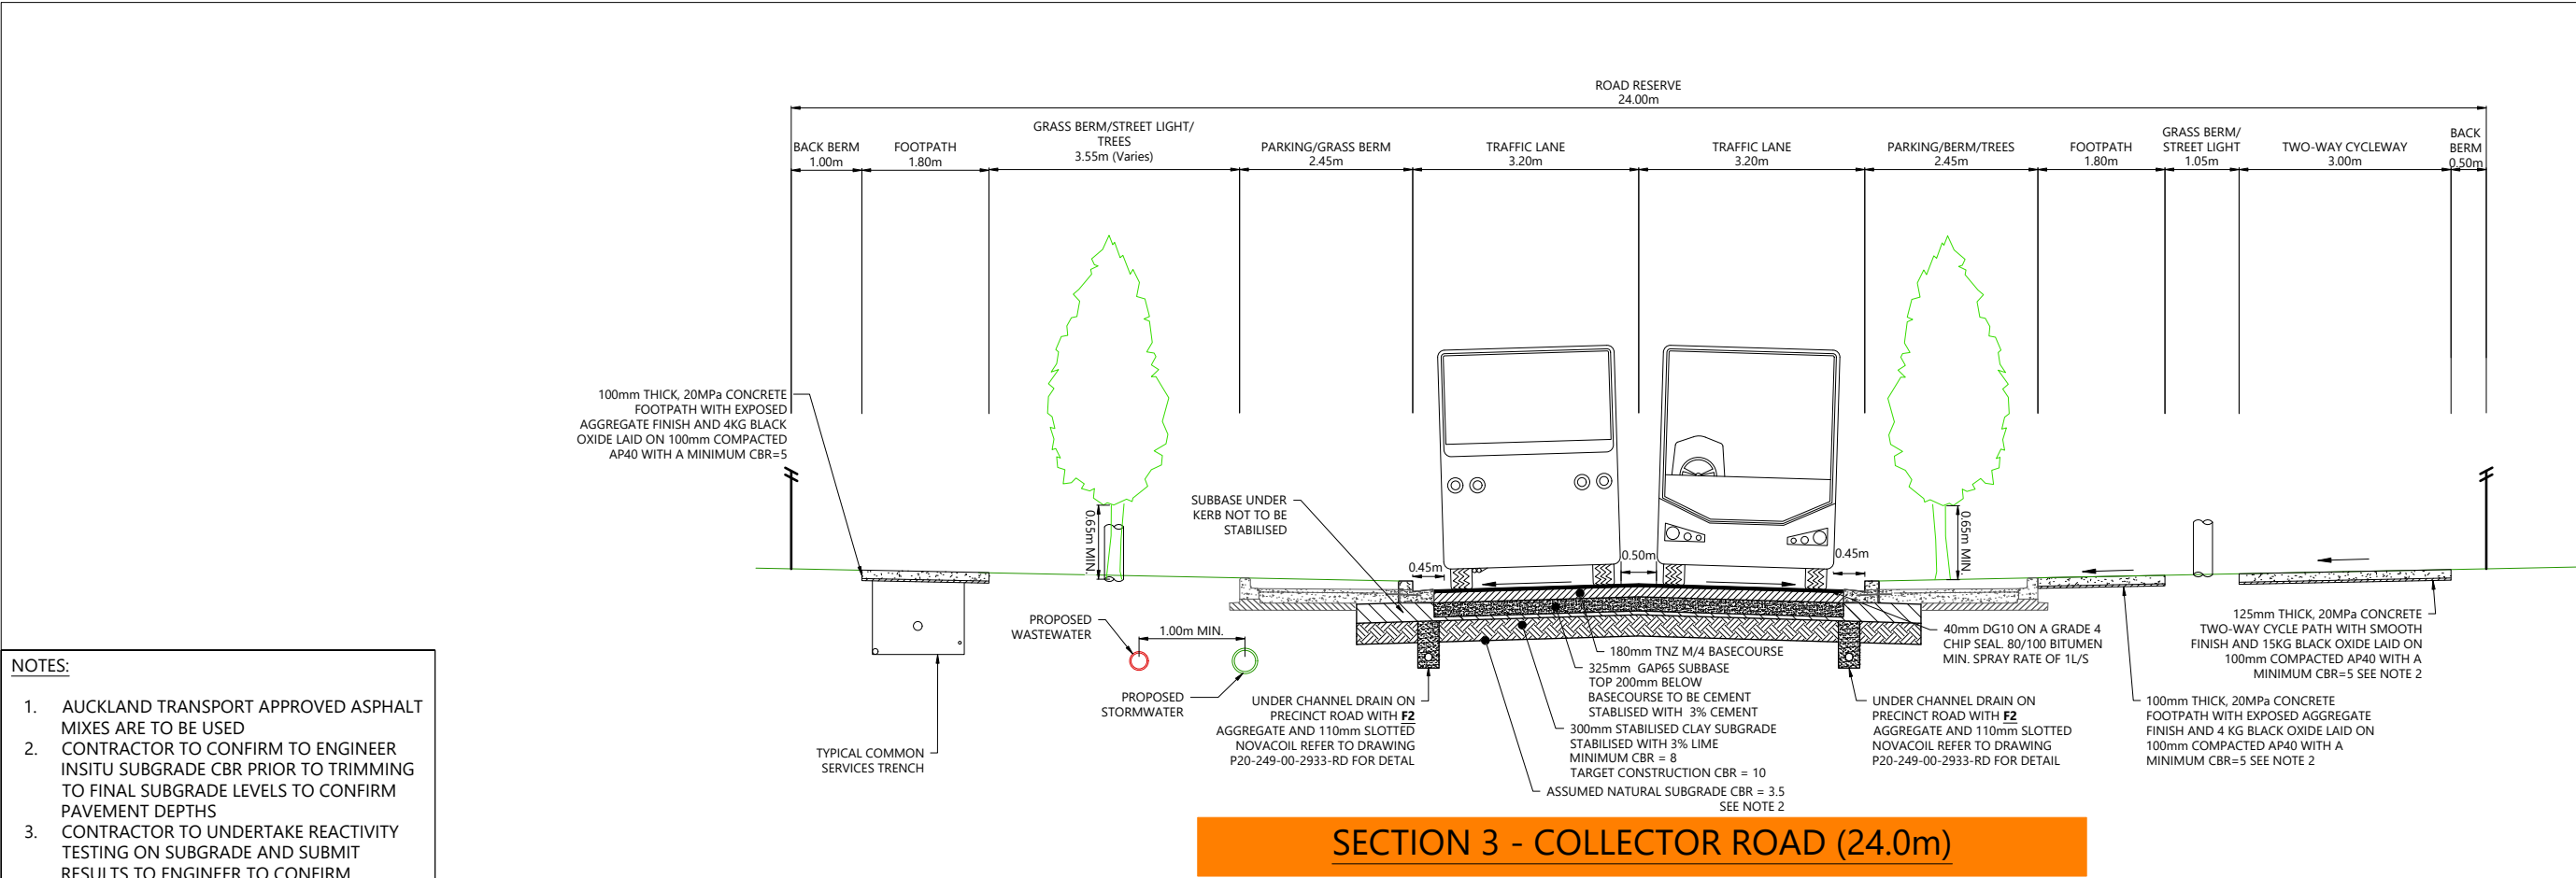 ROAD RESERVE
24.00m
BACK BERM
1.00m
FOOTPATH
1.80m
GRASS BERM/STREET LIGHT/
TREES
3.55m (Varies)
PARKING/GRASS BERM
2.45m
TRAFFIC LANE
3.20m
TRAFFIC LANE
3.20m
PARKING/BERM/TREES
2.45m
FOOTPATH
1.80m
GRASS BERM/
STREET LIGHT
1.05m
TWO-WAY CYCLEWAY
3.00m
BACK
BERM
0.50m
100mm THICK, 20MPa CONCRETE
FOOTPATH WITH EXPOSED
AGGREGATE FINISH AND 4KG BLACK
OXIDE LAID ON 100mm COMPACTED
AP40 WITH A MINIMUM CBR=5
SUBBASE UNDER
KERB NOT TO BE
STABILISED
0.65m MIN.
0.45m
0.50m
0.45m
0.65m MIN.
PROPOSED
WASTEWATER
1.00m MIN.
PROPOSED
STORMWATER
TYPICAL COMMON
SERVICES TRENCH
UNDER CHANNEL DRAIN ON
PRECINCT ROAD WITH F2
AGGREGATE AND 110mm SLOTTED
NOVACOIL REFER TO DRAWING
P20-249-00-2933-RD FOR DETAL
180mm TNZ M/4 BASECOURSE
325mm GAP65 SUBBASE
TOP 200mm BELOW
BASECOURSE TO BE CEMENT
STABLISED WITH 3% CEMENT
300mm STABILISED CLAY SUBGRADE
STABILISED WITH 3% LIME
MINIMUM CBR = 8
TARGET CONSTRUCTION CBR = 10
ASSUMED NATURAL SUBGRADE CBR = 3.5
SEE NOTE 2
40mm DG10 ON A GRADE 4
CHIP SEAL. 80/100 BITUMEN
MIN. SPRAY RATE OF 1L/S
UNDER CHANNEL DRAIN ON
PRECINCT ROAD WITH F2
AGGREGATE AND 110mm SLOTTED
NOVACOIL REFER TO DRAWING
P20-249-00-2933-RD FOR DETAIL
125mm THICK, 20MPa CONCRETE
TWO-WAY CYCLE PATH WITH SMOOTH
FINISH AND 15KG BLACK OXIDE LAID ON
100mm COMPACTED AP40 WITH A
MINIMUM CBR=5 SEE NOTE 2
100mm THICK, 20MPa CONCRETE
FOOTPATH WITH EXPOSED AGGREGATE
FINISH AND 4 KG BLACK OXIDE LAID ON
100mm COMPACTED AP40 WITH A
MINIMUM CBR=5 SEE NOTE 2
NOTES:
1. AUCKLAND TRANSPORT APPROVED ASPHALT
MIXES ARE TO BE USED
2. CONTRACTOR TO CONFIRM TO ENGINEER
INSITU SUBGRADE CBR PRIOR TO TRIMMING
TO FINAL SUBGRADE LEVELS TO CONFIRM
PAVEMENT DEPTHS
3. CONTRACTOR TO UNDERTAKE REACTIVITY
TESTING ON SUBGRADE AND SUBMIT
RESULTS TO ENGINEER TO CONFIRM
SECTION 3 - COLLECTOR ROAD (24.0m)